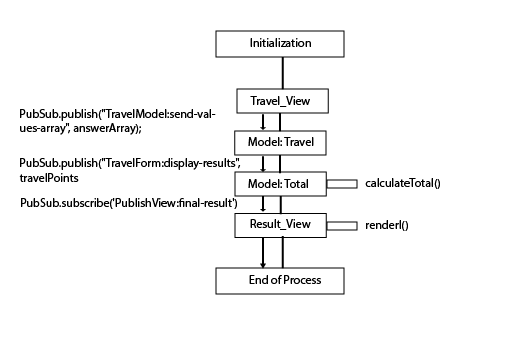 Initialization
Travel_View
PubSub.publish("TravelModel:send-val-
ues-array", answerArray);
Model: Travel
PubSub.publish("TravelForm:display-results",
travelPoints
Model: Total
calculateTotal()
PubSub.subscribe('PublishView:final-result')
Result_View
renderI()
End of Process